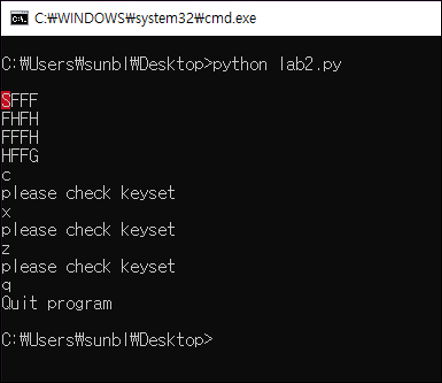 C:\WINDOWS\system32\cmd.exe
C:₩Users₩sunbl₩Desktop>python lab2.py
SFFF
FHFH
FFFH
HFFG
c
please check keyset
x
please check keyset
z
please check keyset
q
Quit program
C:₩Users₩sunbl₩Desktop>